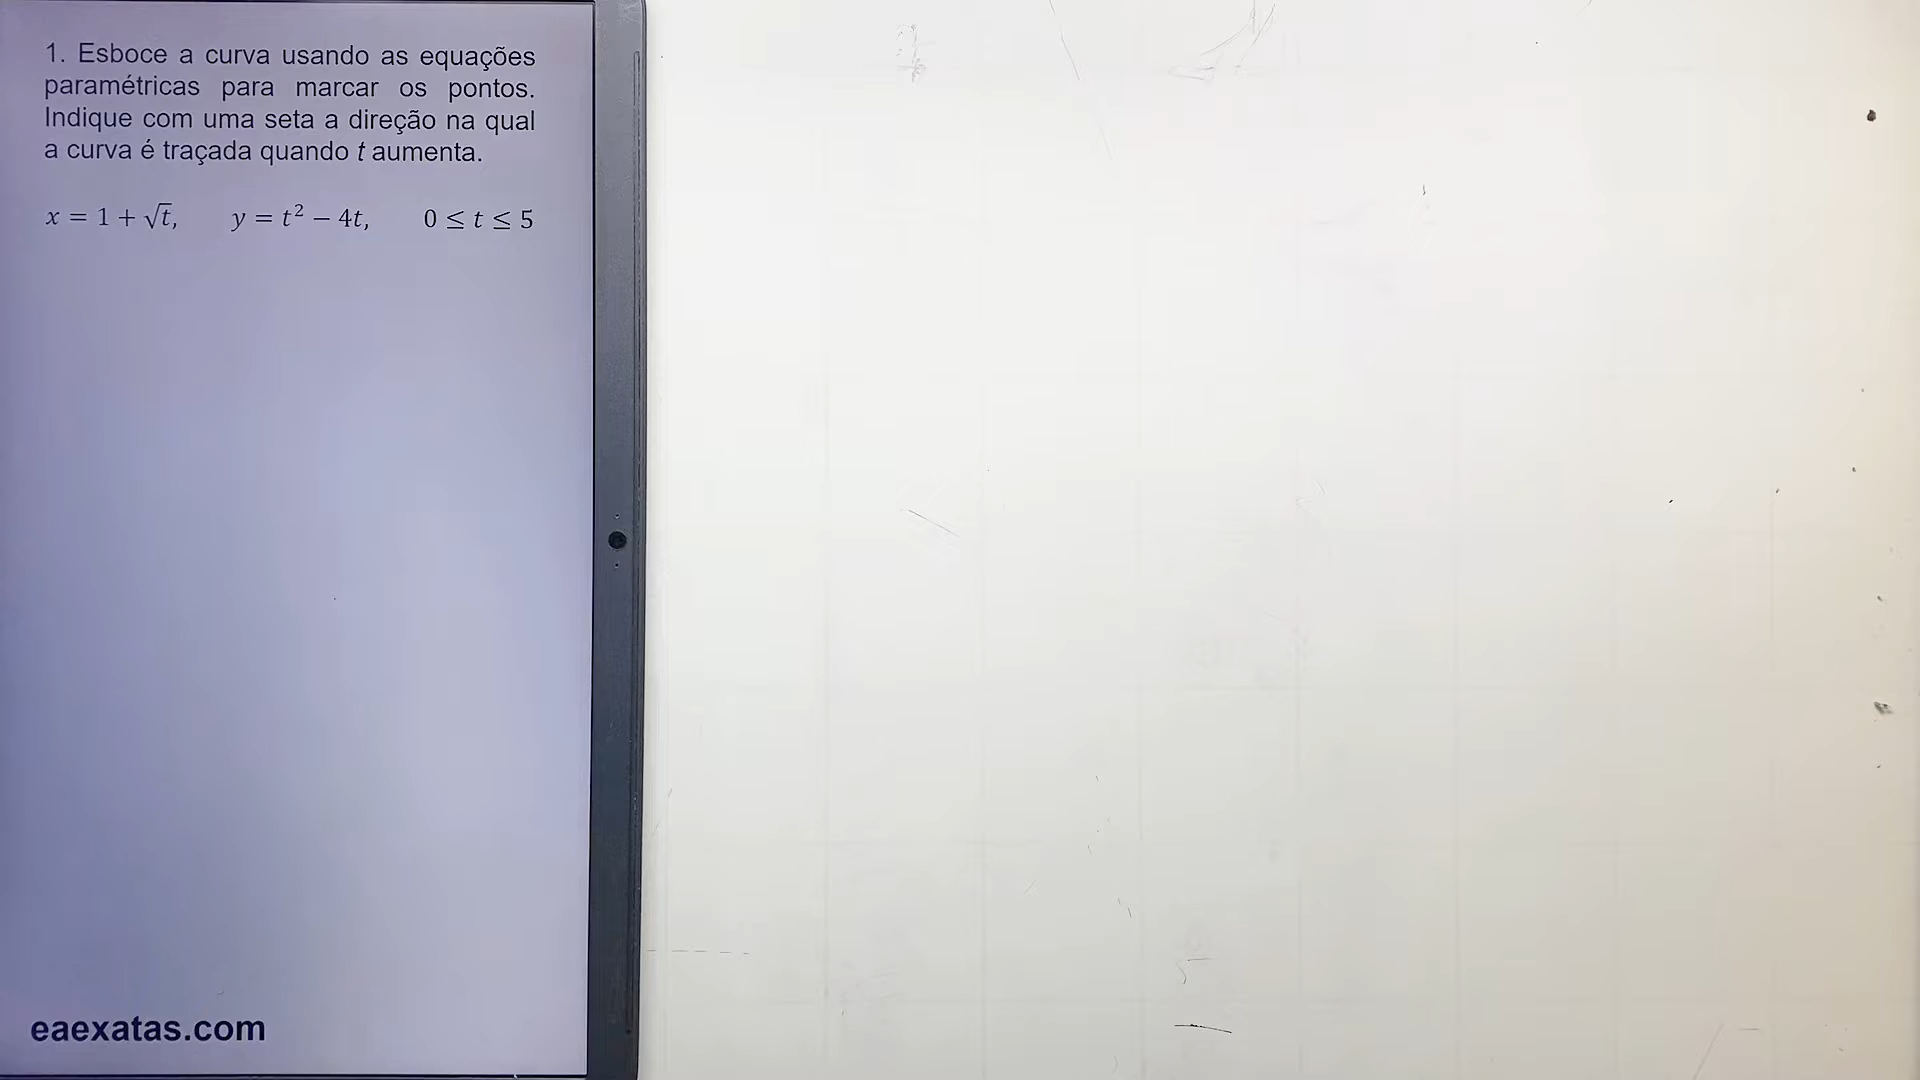 1. Esboce a curva usando as equações
paramétricas para marcar os pontos.
Indique com uma seta a direção na qual
a curva é traçada quando t aumenta.
x = 1 + √t, y = t² − 4t, 0 ≤ t ≤ 5
eaexatas.com